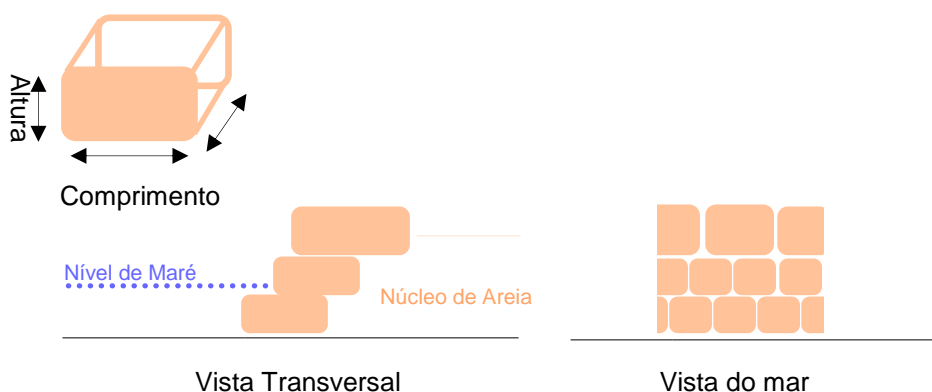 Altura
Comprimento
Nível de Maré
Núcleo de Areia
Vista Transversal
Vista do mar